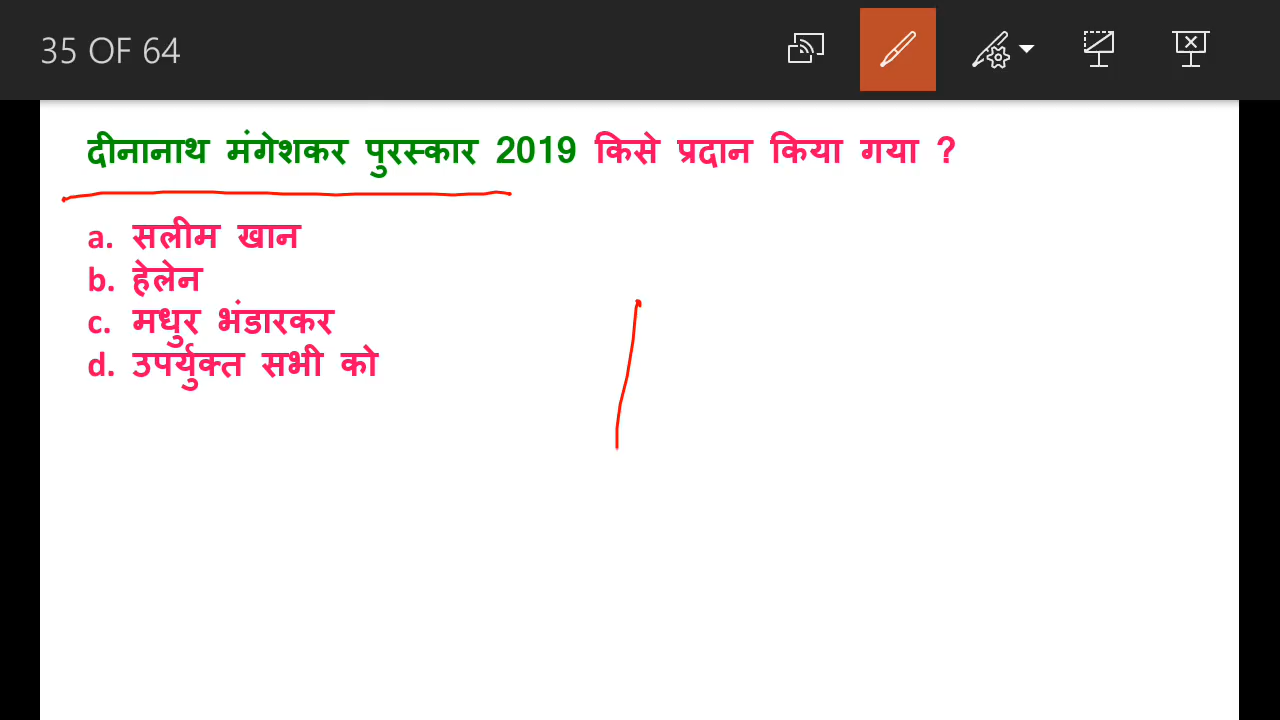 35 OF 64
दीनानाथ मंगेशकर पुरस्कार 2019 किसे प्रदान किया गया ?
a. सलीम खान
b. हेलेन
c. मधुर भंडारकर
d. उपर्युक्त सभी को